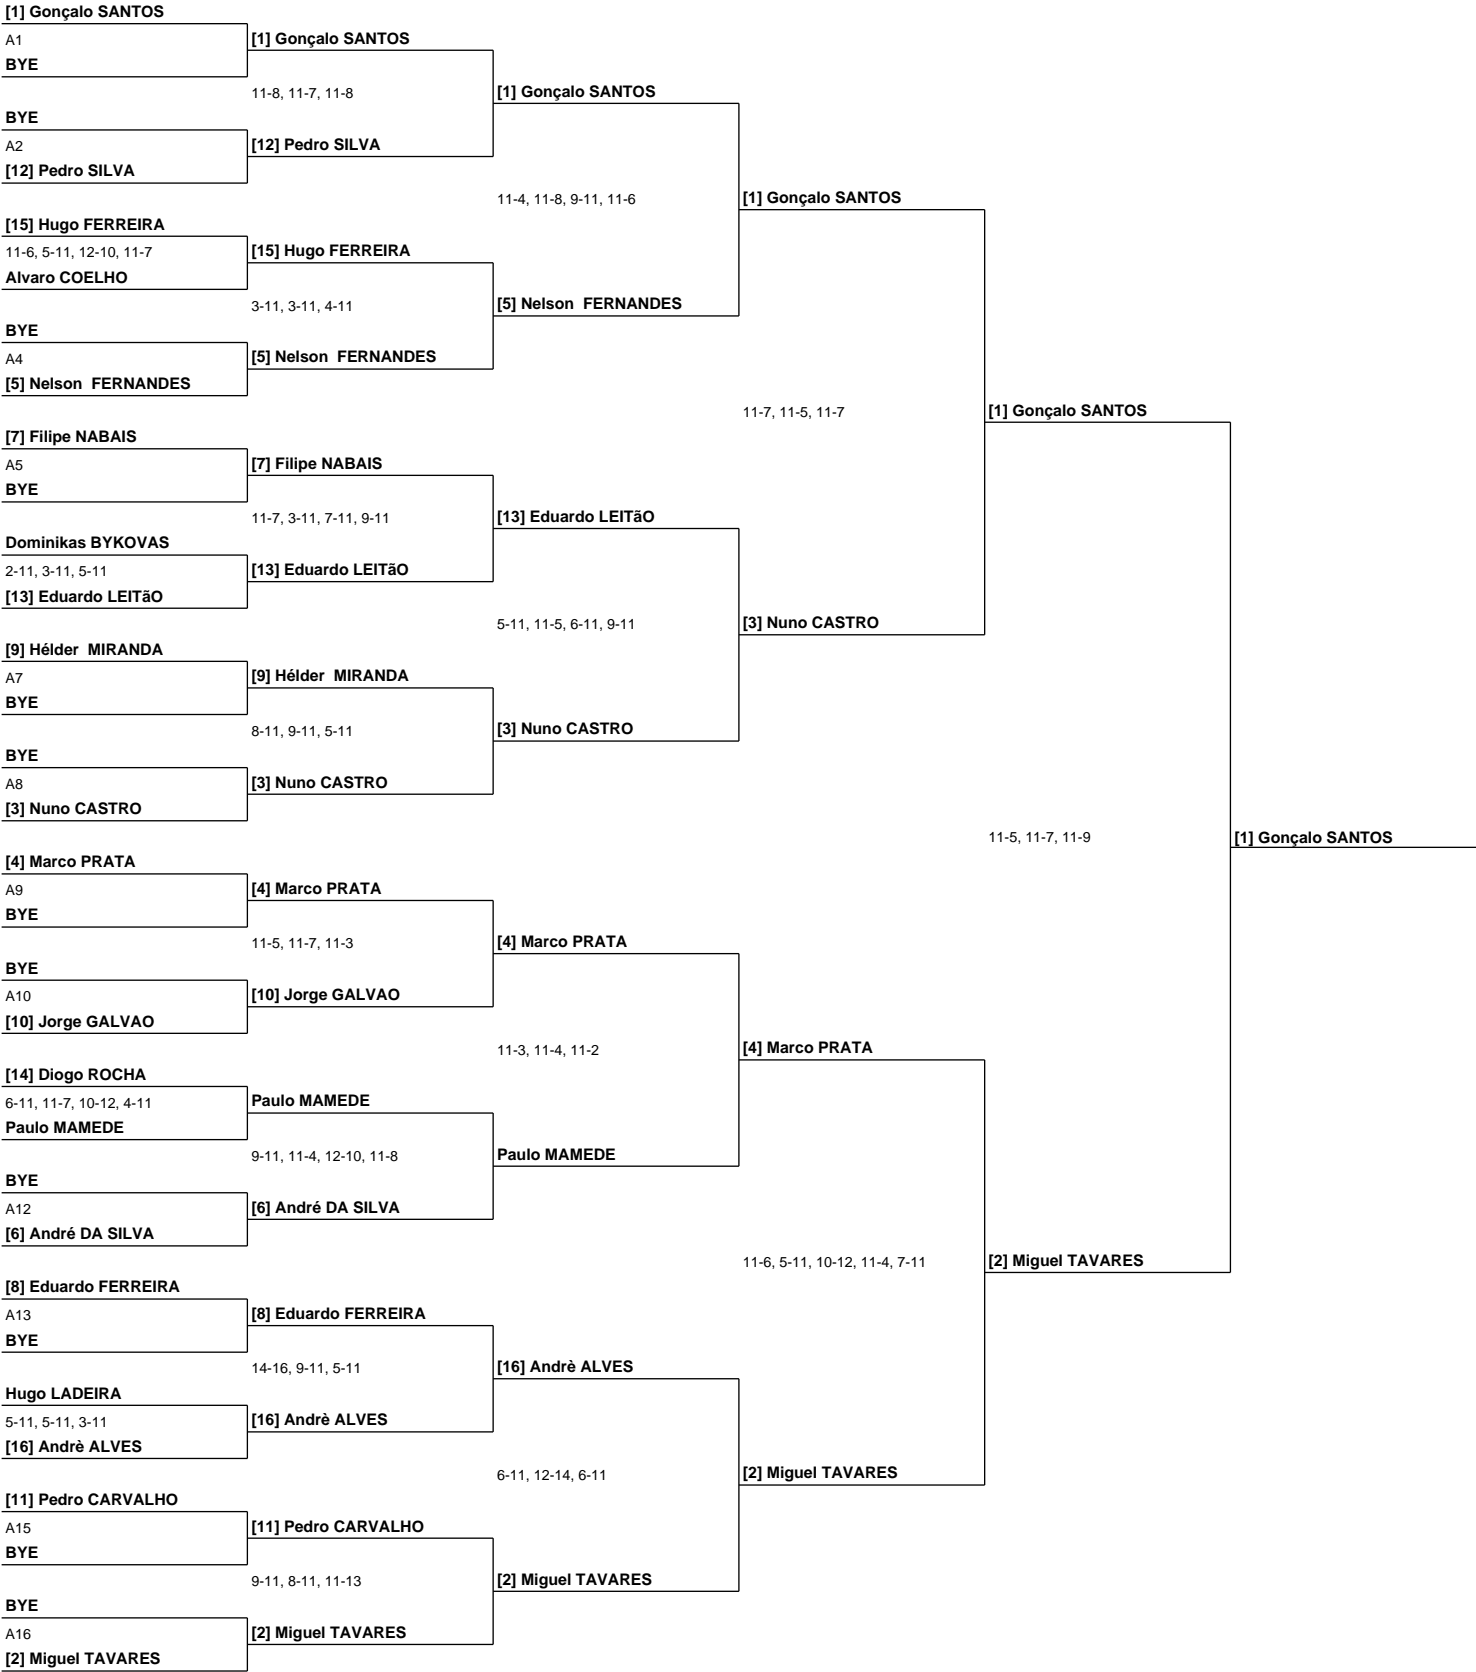 [1] Gonçalo SANTOS
A1
BYE
BYE
A2
[12] Pedro SILVA
[15] Hugo FERREIRA
11-6, 5-11, 12-10, 11-7
Alvaro COELHO
BYE
A4
[5] Nelson  FERNANDES
[7] Filipe NABAIS
A5
BYE
Dominikas BYKOVAS
2-11, 3-11, 5-11
[13] Eduardo LEITãO
[9] Hélder  MIRANDA
A7
BYE
BYE
A8
[3] Nuno CASTRO
[4] Marco PRATA
A9
BYE
BYE
A10
[10] Jorge GALVAO
[14] Diogo ROCHA
6-11, 11-7, 10-12, 4-11
Paulo MAMEDE
BYE
A12
[6] André DA SILVA
[8] Eduardo FERREIRA
A13
BYE
Hugo LADEIRA
5-11, 5-11, 3-11
[16] Andrè ALVES
[11] Pedro CARVALHO
A15
BYE
BYE
A16
[2] Miguel TAVARES
[1] Gonçalo SANTOS
11-8, 11-7, 11-8
[12] Pedro SILVA
[15] Hugo FERREIRA
3-11, 3-11, 4-11
[5] Nelson  FERNANDES
[7] Filipe NABAIS
11-7, 3-11, 7-11, 9-11
[13] Eduardo LEITãO
[9] Hélder  MIRANDA
8-11, 9-11, 5-11
[3] Nuno CASTRO
[4] Marco PRATA
11-5, 11-7, 11-3
[10] Jorge GALVAO
Paulo MAMEDE
9-11, 11-4, 12-10, 11-8
[6] André DA SILVA
[8] Eduardo FERREIRA
14-16, 9-11, 5-11
[16] Andrè ALVES
[11] Pedro CARVALHO
9-11, 8-11, 11-13
[2] Miguel TAVARES
[1] Gonçalo SANTOS
11-4, 11-8, 9-11, 11-6
[5] Nelson  FERNANDES
[13] Eduardo LEITãO
5-11, 11-5, 6-11, 9-11
[3] Nuno CASTRO
[4] Marco PRATA
11-3, 11-4, 11-2
Paulo MAMEDE
[16] Andrè ALVES
6-11, 12-14, 6-11
[2] Miguel TAVARES
[1] Gonçalo SANTOS
11-7, 11-5, 11-7
[3] Nuno CASTRO
[4] Marco PRATA
11-6, 5-11, 10-12, 11-4, 7-11
[2] Miguel TAVARES
[1] Gonçalo SANTOS
11-5, 11-7, 11-9
[2] Miguel TAVARES
[1] Gonçalo SANTOS